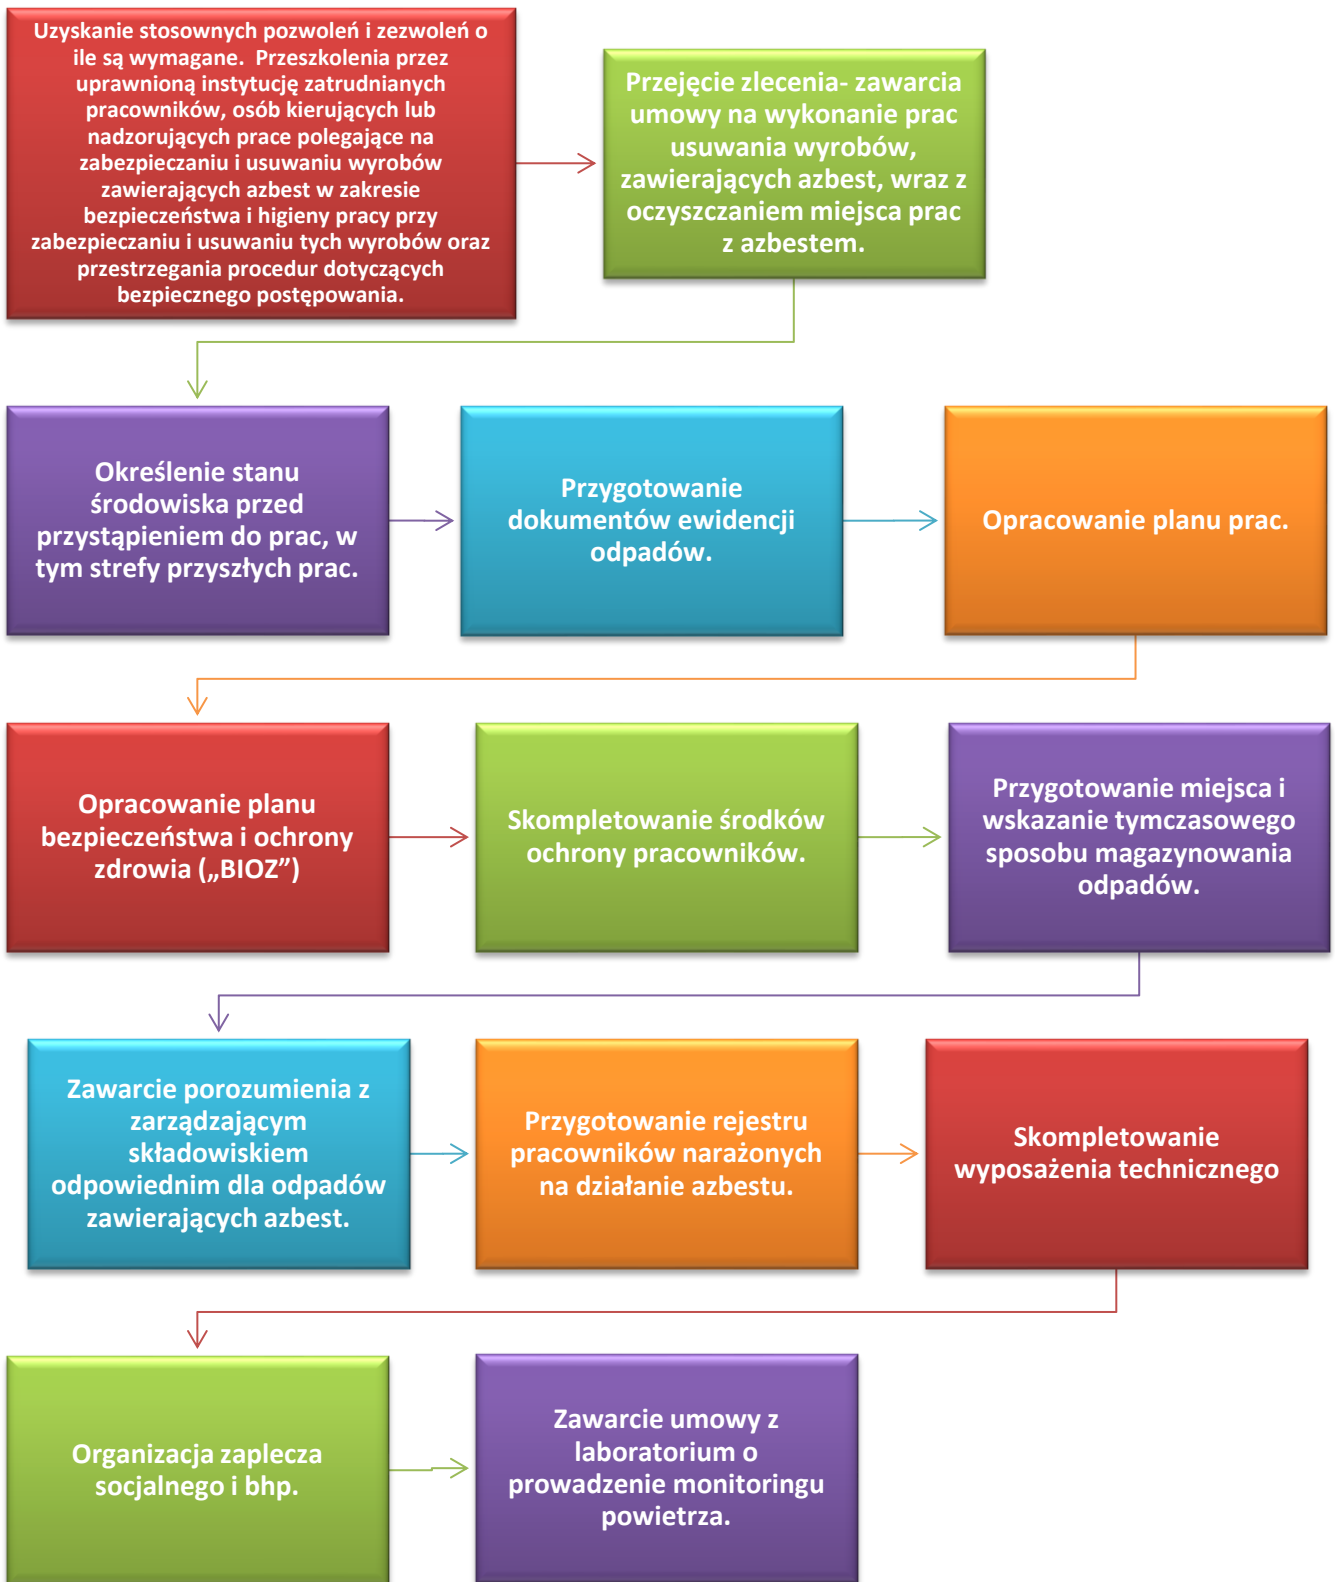 Uzyskanie stosownych pozwoleń i zezwoleń o
ile są wymagane.  Przeszkolenia przez
uprawnioną instytucję zatrudnianych
pracowników, osób kierujących lub
nadzorujących prace polegające na
zabezpieczaniu i usuwaniu wyrobów
zawierających azbest w zakresie
bezpieczeństwa i higieny pracy przy
zabezpieczaniu i usuwaniu tych wyrobów oraz
przestrzegania procedur dotyczących
bezpiecznego postępowania.
Przejęcie zlecenia- zawarcia
umowy na wykonanie prac
usuwania wyrobów,
zawierających azbest, wraz z
oczyszczaniem miejsca prac
z azbestem.
Określenie stanu
środowiska przed
przystąpieniem do prac, w
tym strefy przyszłych prac.
Przygotowanie
dokumentów ewidencji
odpadów.
Opracowanie planu prac.
Opracowanie planu
bezpieczeństwa i ochrony
zdrowia („BIOZ”)
Skompletowanie środków
ochrony pracowników.
Przygotowanie miejsca i
wskazanie tymczasowego
sposobu magazynowania
odpadów.
Zawarcie porozumienia z
zarządzającym
składowiskiem
odpowiednim dla odpadów
zawierających azbest.
Przygotowanie rejestru
pracowników narażonych
na działanie azbestu.
Skompletowanie
wyposażenia technicznego
Organizacja zaplecza
socjalnego i bhp.
Zawarcie umowy z
laboratorium o
prowadzenie monitoringu
powietrza.